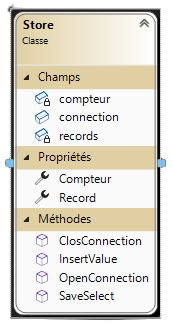 Store
Classe
Champs
compteur
connection
records
Propriétés
Compteur
Record
Méthodes
ClosConnection
InsertValue
OpenConnection
SaveSelect